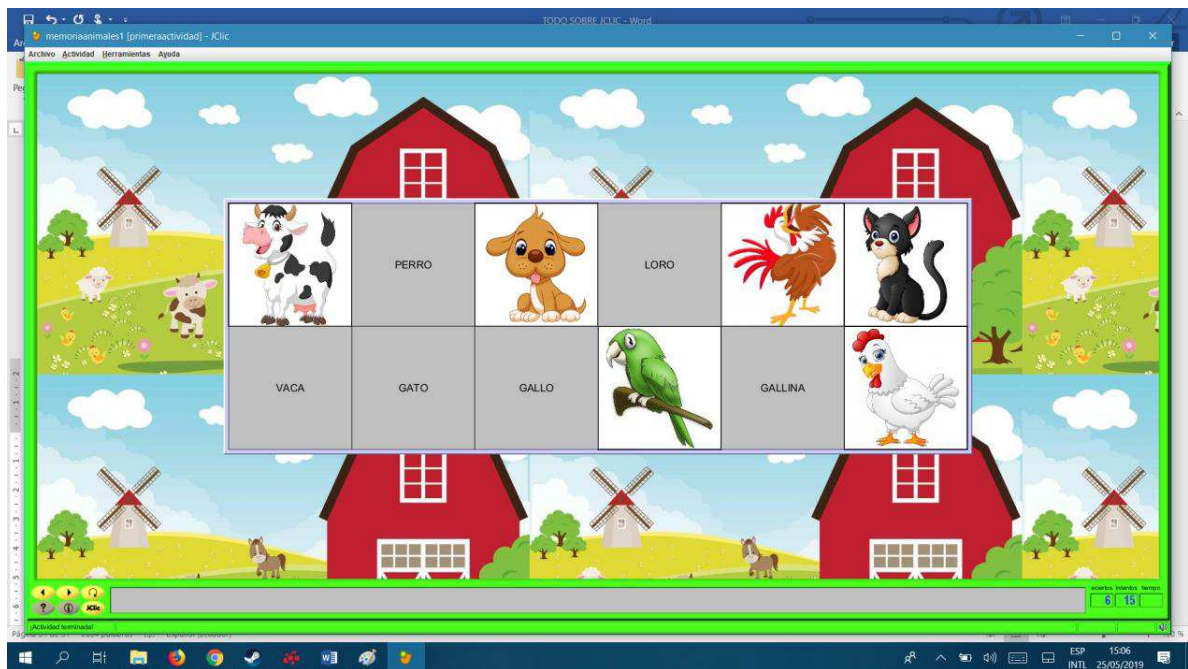 TODO SOBRE JCLIC - Word
memoriaanimales1 [primeraactividad] - JClic
Archivo Actividad Herramientas Ayuda
PERRO
LORO
VACA
GATO
GALLO
GALLINA
aciertos intentos tiempo
6 15
JClic
¡Actividad terminada!
ESP 15:06
INTL 25/05/2019